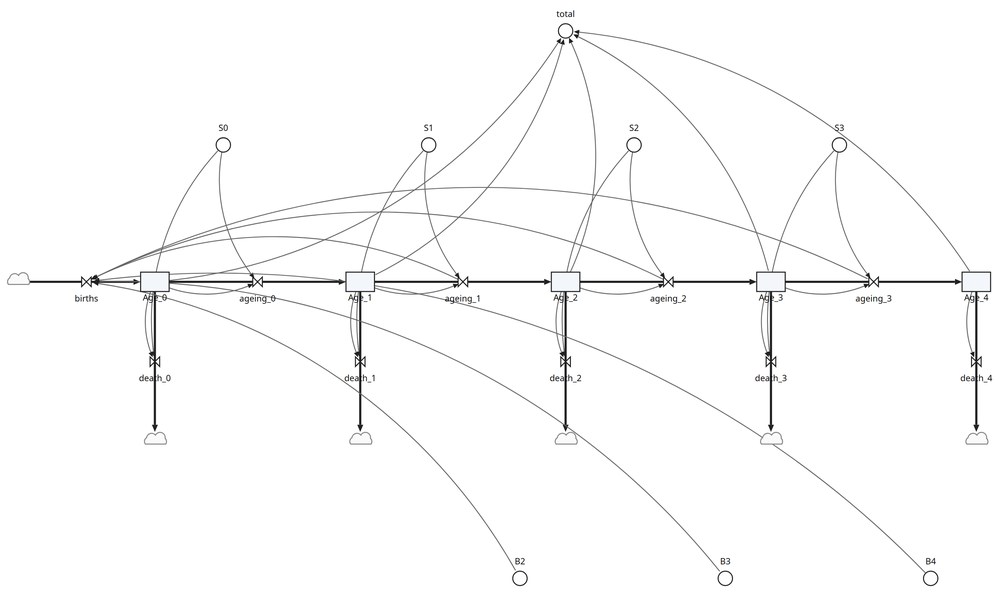 total
S0
S1
S2
S3
births
Age_0
ageing_0
Age_1
ageing_1
Age_2
ageing_2
Age_3
ageing_3
Age_4
death_0
death_1
death_2
death_3
death_4
B2
B3
B4